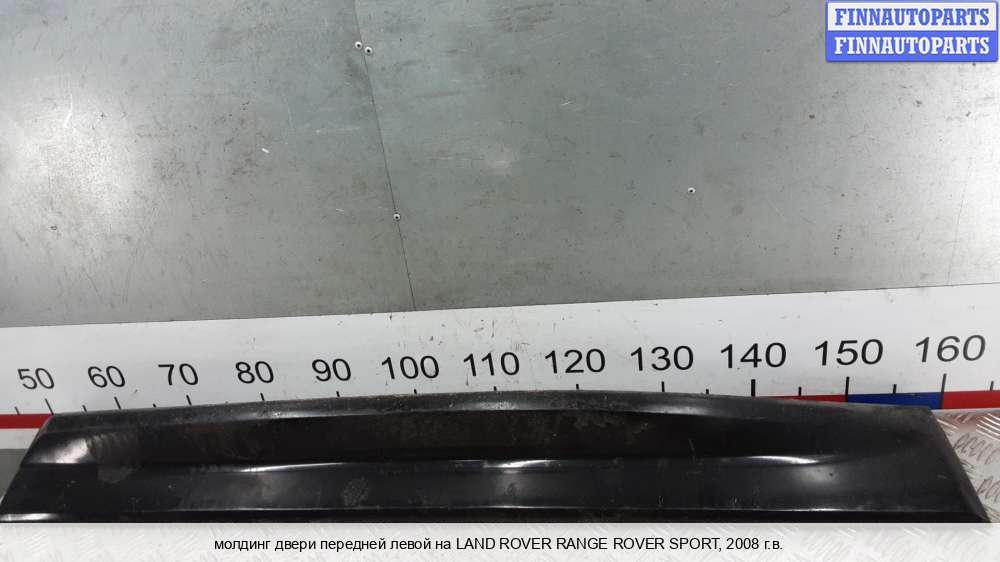 FINNAUTOPARTS
FINNAUTOPARTS
50 60 70 80 90 100 110 120 130 140 150 160
молдинг двери передней левой на LAND ROVER RANGE ROVER SPORT, 2008 г.в.